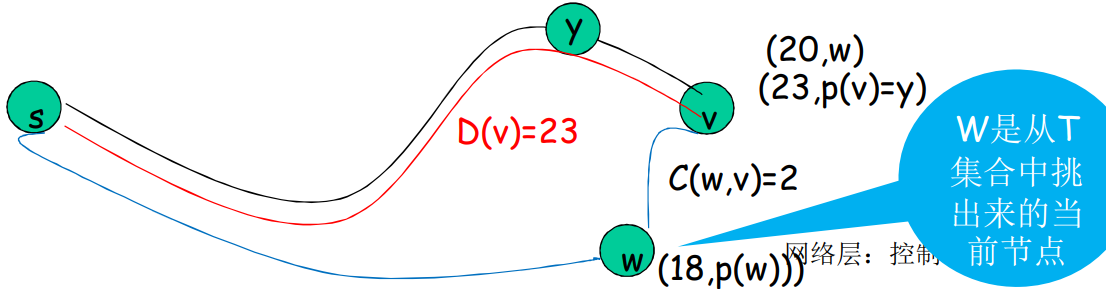 y
(20,w)
(23,p(v)=y)
s
D(v)=23
v
W是从T
集合中挑
出来的当
前节点
C(w,v)=2
网络层：控制
w
(18,p(w)))